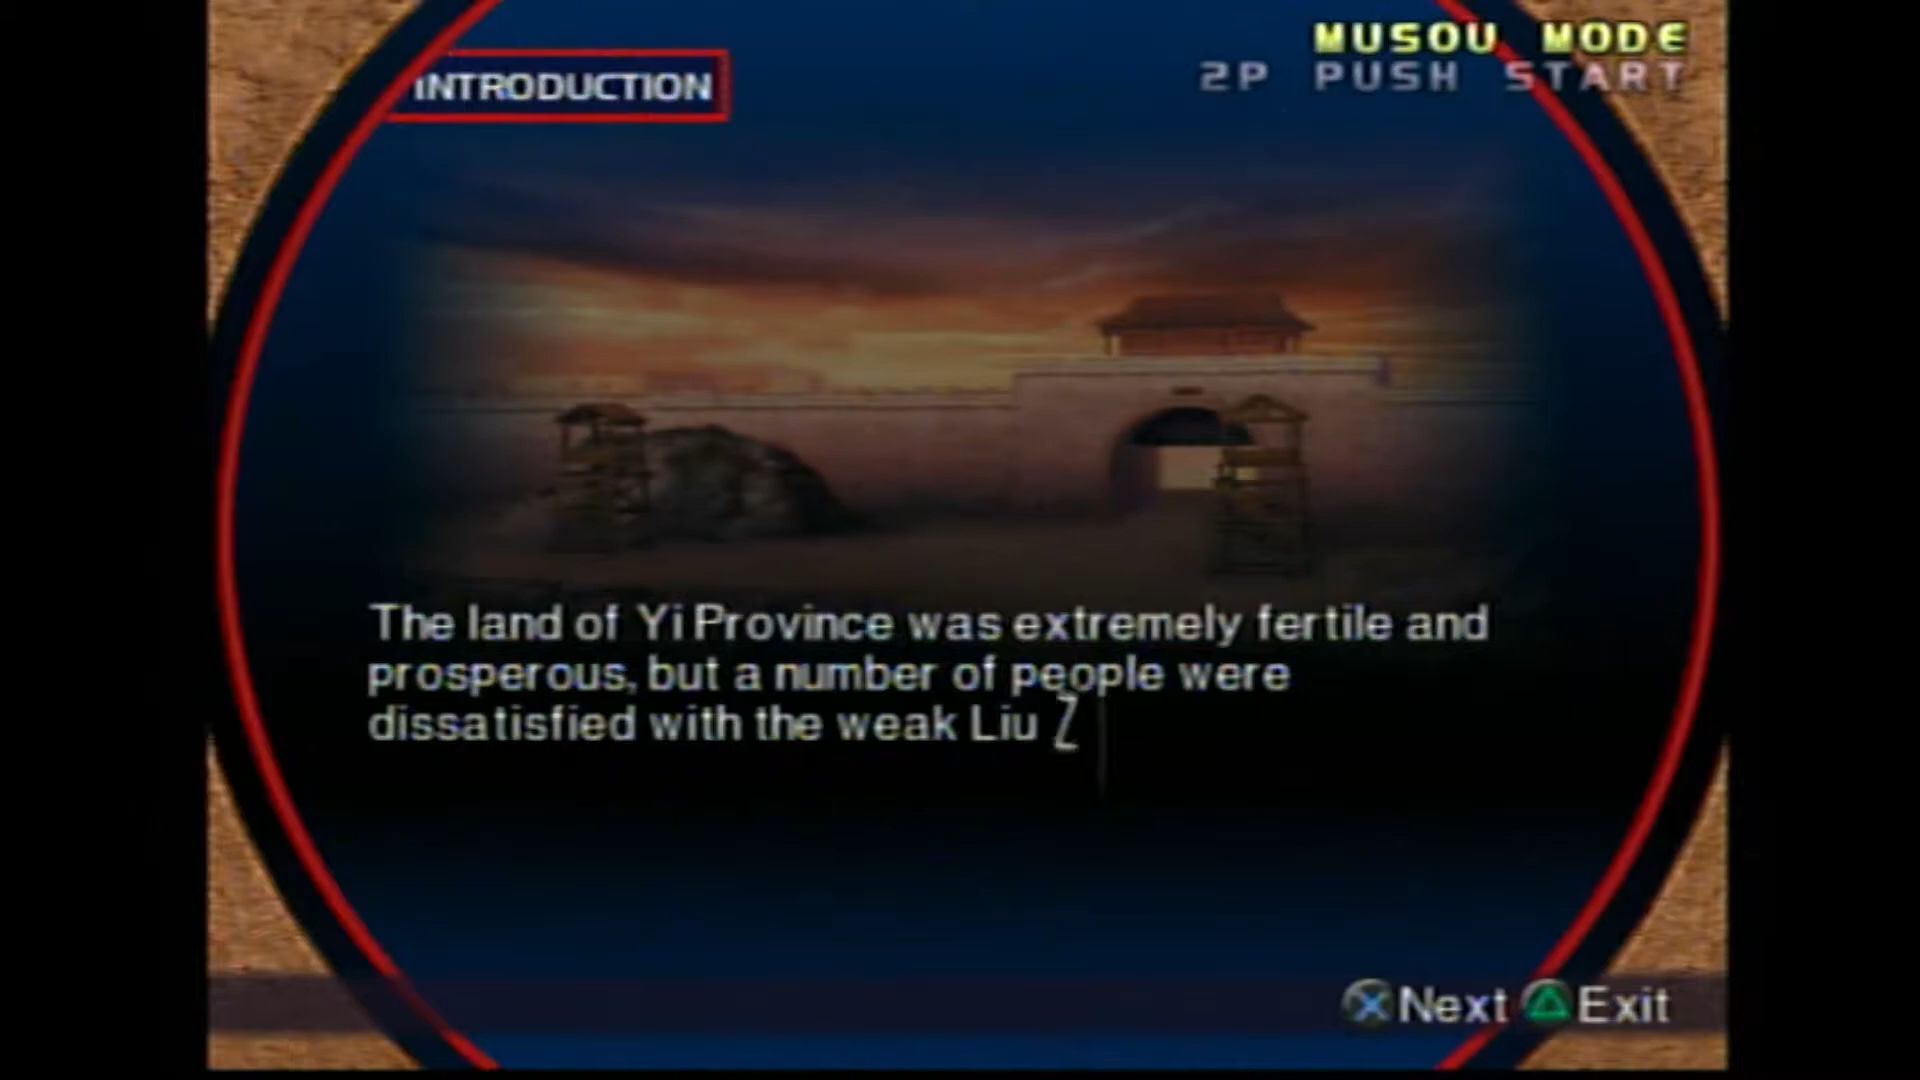 MUSOU MODE
2P PUSH START
INTRODUCTION
The land of Yi Province was extremely fertile and
prosperous, but a number of people were
dissatisfied with the weak Liu Z
Next Exit